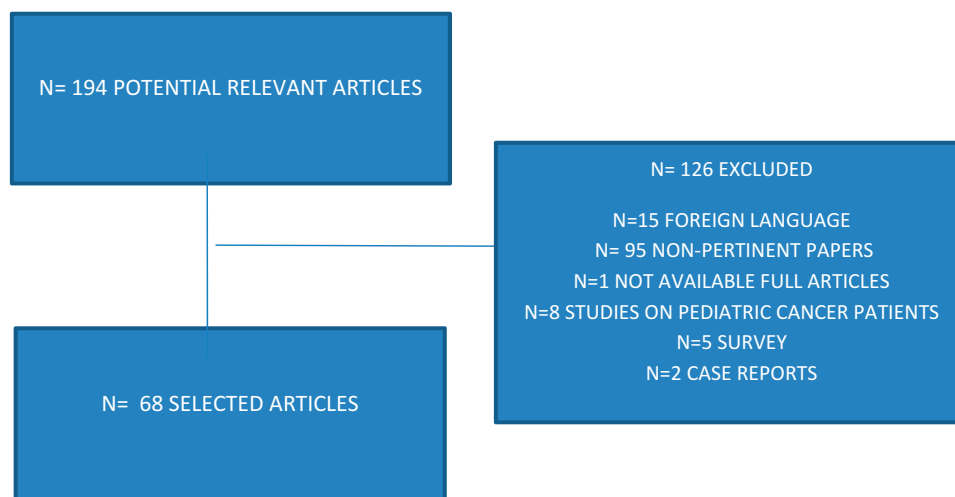 N= 194 POTENTIAL RELEVANT ARTICLES
N= 126 EXCLUDED
N=15 FOREIGN LANGUAGE
N= 95 NON-PERTINENT PAPERS
N=1 NOT AVAILABLE FULL ARTICLES
N=8 STUDIES ON PEDIATRIC CANCER PATIENTS
N=5 SURVEY
N=2 CASE REPORTS
N=  68 SELECTED ARTICLES